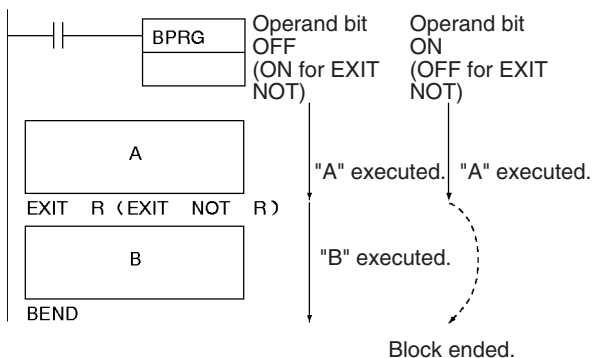 BPRG
Operand bit
OFF
(ON for EXIT
NOT)
Operand bit
ON
(OFF for EXIT
NOT)
A
"A" executed.
"A" executed.
EXIT R (EXIT NOT R)
B
"B" executed.
BEND
Block ended.